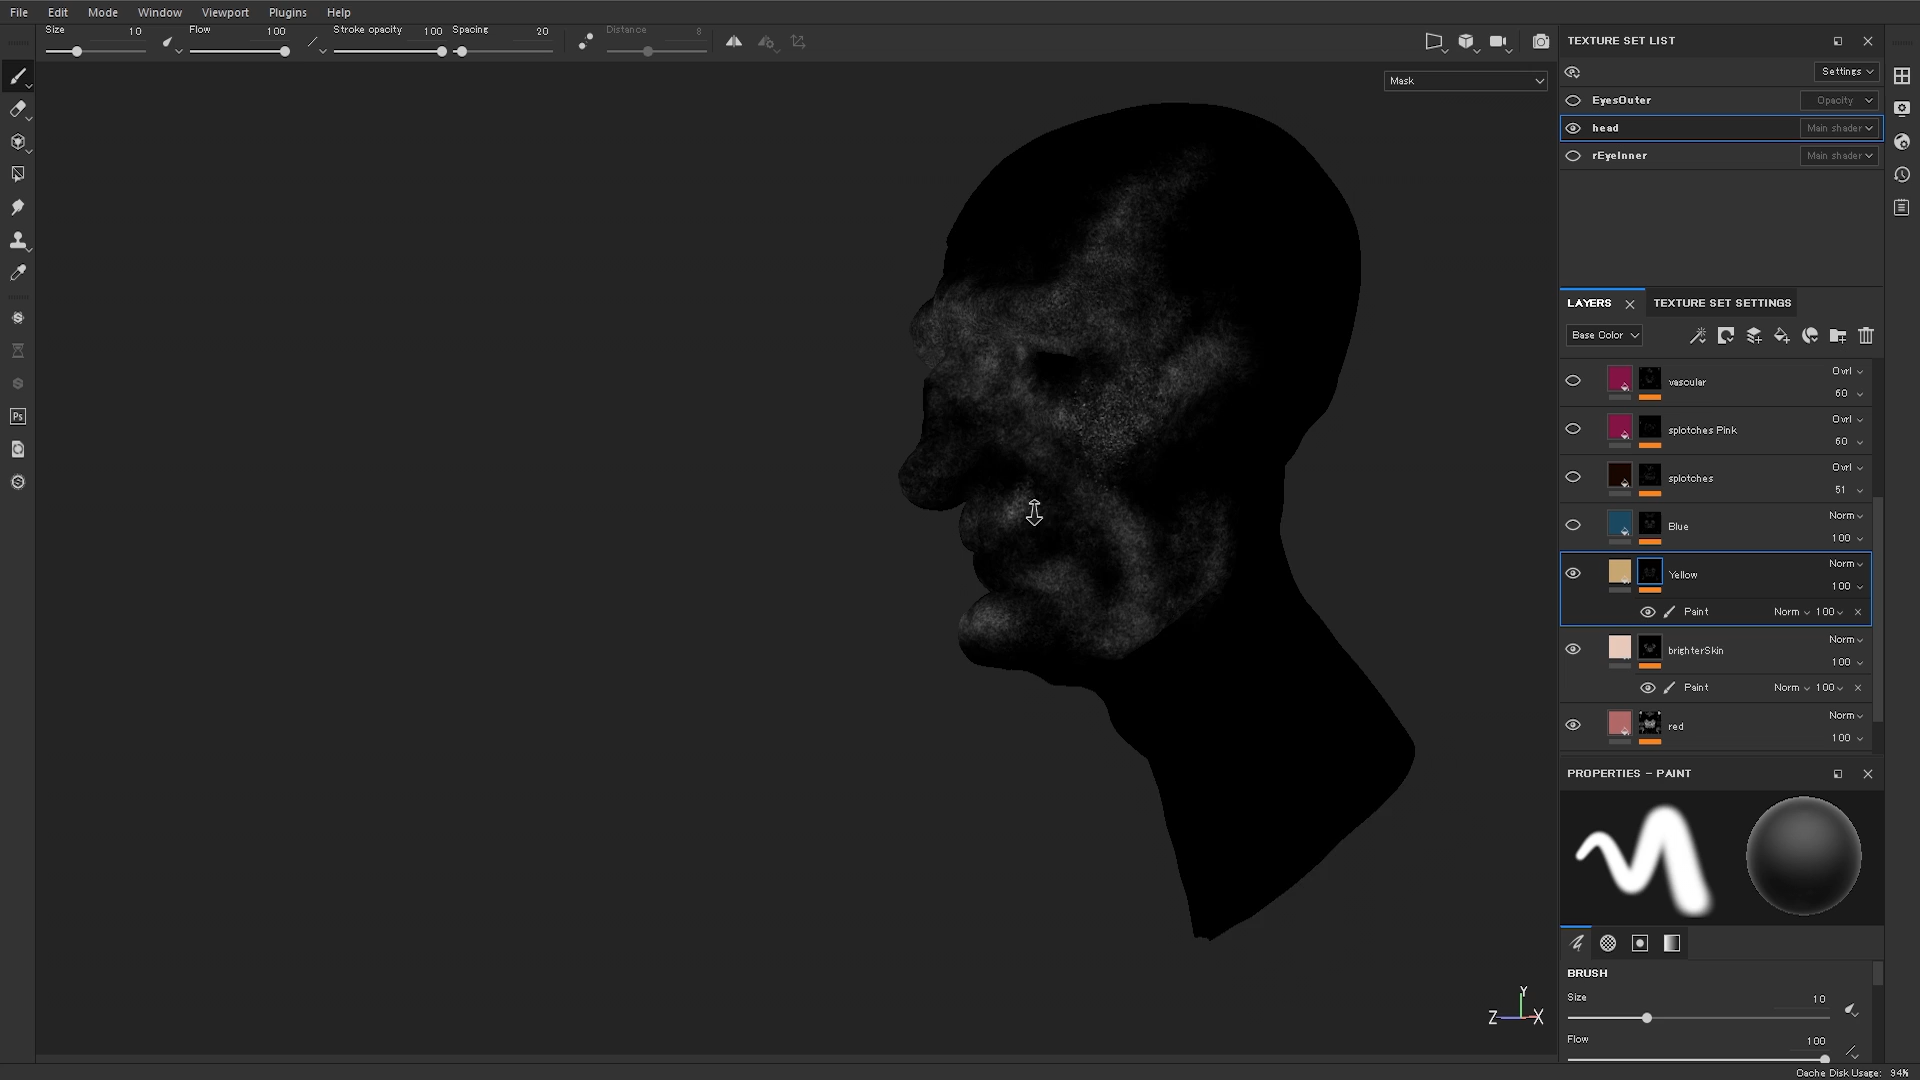 File Edit Mode Window Viewport Plugins Help
Size 10 Flow 100 Stroke opacity 100 Spacing 20 Distance 8
Mask
TEXTURE SET LIST
Settings
EyesOuter Opacity
head Main shader
rEyeInner Main shader
LAYERS TEXTURE SET SETTINGS
Base Color
vascular Ovrl 60
splotches Pink Ovrl 60
splotches Ovrl 51
Blue Norm 100
Yellow Norm 100
Paint Norm 100
brighterSkin Norm 100
Paint Norm 100
red Norm 100
PROPERTIES - PAINT
BRUSH
Size 10
Flow 100
Ps
Y
Z X
Cache Disk Usage: 94%